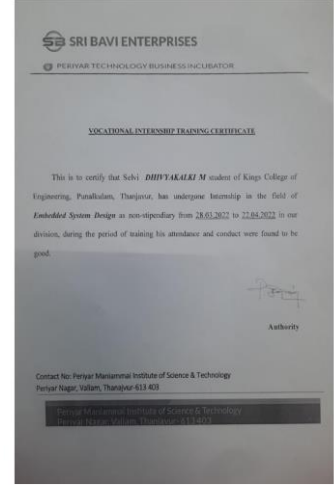 SB SRI BAVI ENTERPRISES
@ PERIYAR TECHNOLOGY BUSINESS INCUBATOR
VOCATIONAL INTERNSHIP TRAINING CERTIFICATE
This is to certify that Selvi DHIVYAKALKI M student of Kings College of
Engineering, Punalkulam, Thanjavur, has undergone Internship in the field of
Embedded System Design as non-stipendiary from 28.03.2022 to 22.04.2022 in our
division, during the period of training his attendance and conduct were found to be
good.
Authority
Contact No: Periyar Maniammai Institute of Science & Technology
Periyar Nagar, Vallam, Thanajvur-613 403
Periyar Maniammai Institute of Science & Technology
Periyar Nagar, Vallam, Thanjavur- 613403